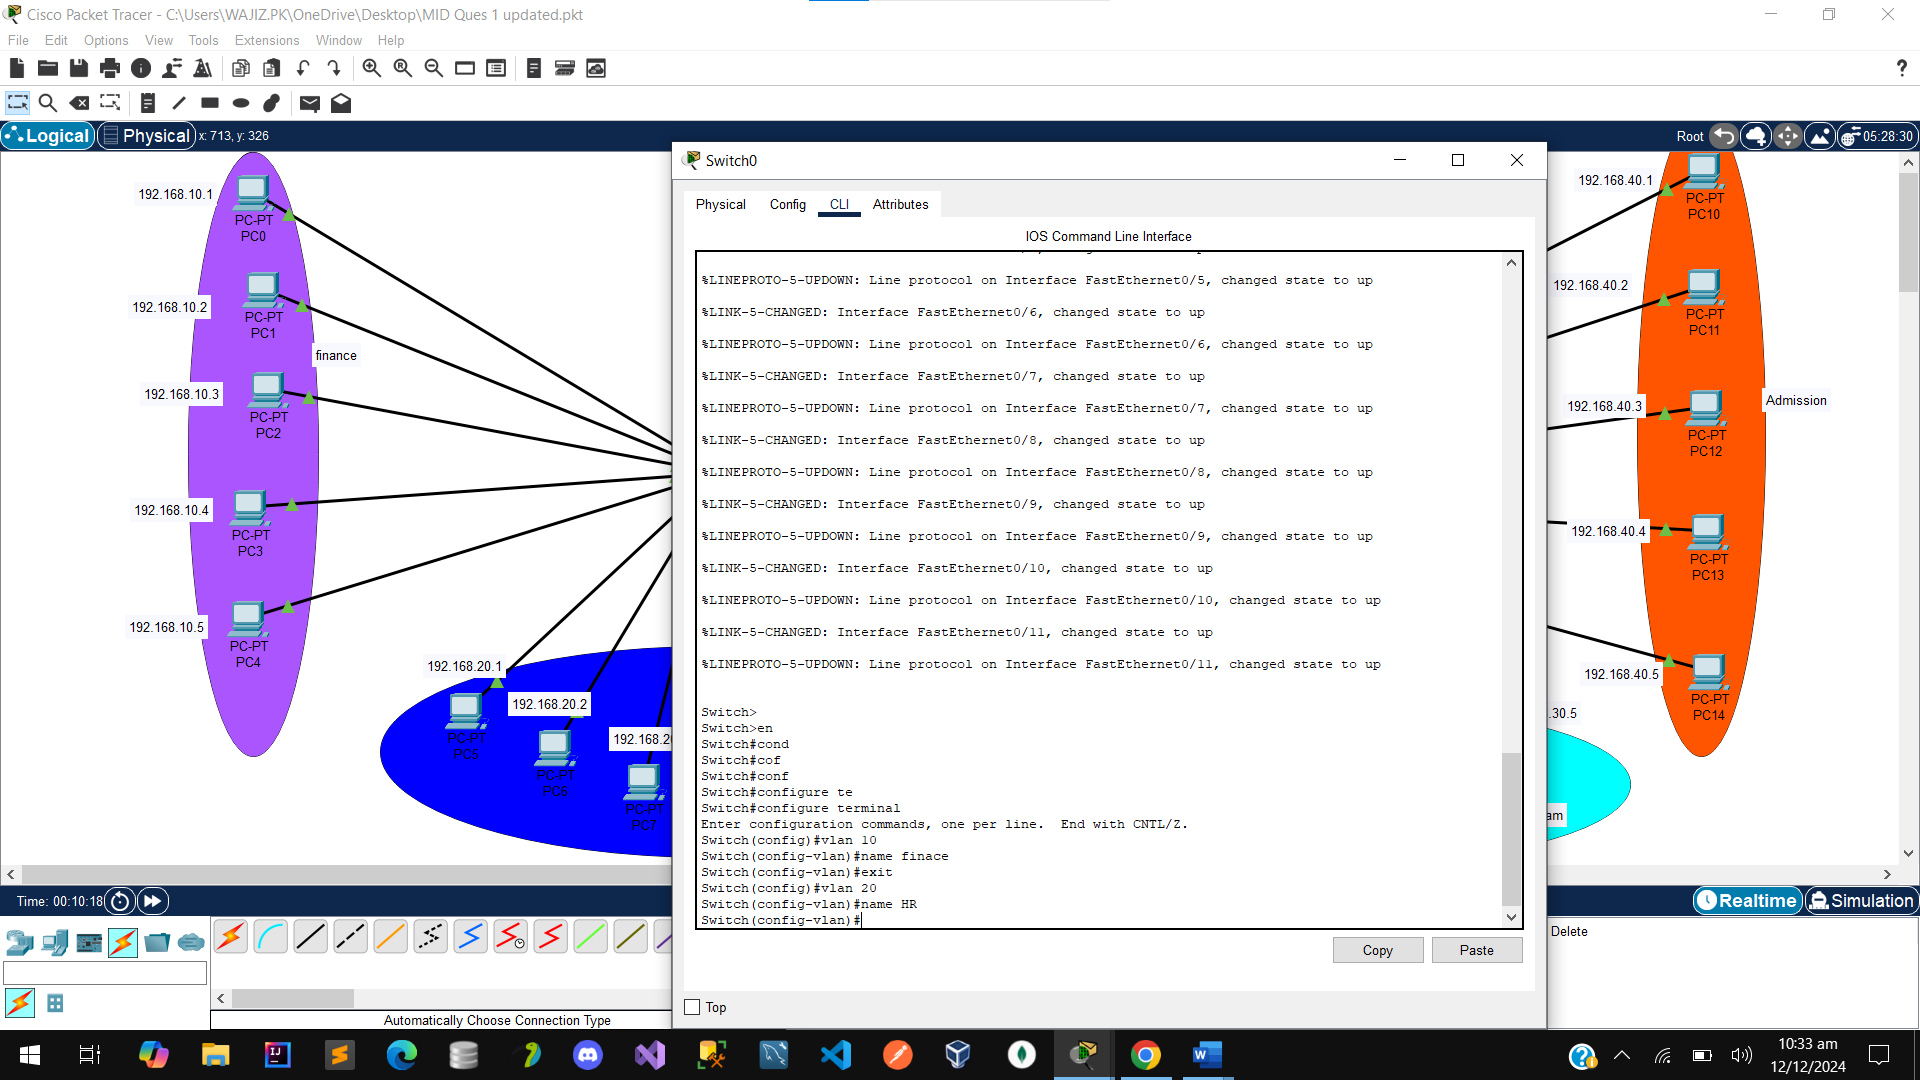 Cisco Packet Tracer - C:\Users\WAJIZ.PK\OneDrive\Desktop\MID Ques 1 updated.pkt
File Edit Options View Tools Extensions Window Help
Logical Physical x: 713, y: 326
Root 05:28:30
192.168.10.1
PC-PT
PC0
192.168.10.2
PC-PT
PC1
finance
192.168.10.3
PC-PT
PC2
192.168.10.4
PC-PT
PC3
192.168.10.5
PC-PT
PC4
192.168.20.1
PC-PT
PC5
192.168.20.2
PC-PT
PC6
192.168.20
PC-PT
PC7
Switch0
Physical Config CLI Attributes
IOS Command Line Interface
%LINEPROTO-5-UPDOWN: Line protocol on Interface FastEthernet0/5, changed state to up
%LINK-5-CHANGED: Interface FastEthernet0/6, changed state to up
%LINEPROTO-5-UPDOWN: Line protocol on Interface FastEthernet0/6, changed state to up
%LINK-5-CHANGED: Interface FastEthernet0/7, changed state to up
%LINEPROTO-5-UPDOWN: Line protocol on Interface FastEthernet0/7, changed state to up
%LINK-5-CHANGED: Interface FastEthernet0/8, changed state to up
%LINEPROTO-5-UPDOWN: Line protocol on Interface FastEthernet0/8, changed state to up
%LINK-5-CHANGED: Interface FastEthernet0/9, changed state to up
%LINEPROTO-5-UPDOWN: Line protocol on Interface FastEthernet0/9, changed state to up
%LINK-5-CHANGED: Interface FastEthernet0/10, changed state to up
%LINEPROTO-5-UPDOWN: Line protocol on Interface FastEthernet0/10, changed state to up
%LINK-5-CHANGED: Interface FastEthernet0/11, changed state to up
%LINEPROTO-5-UPDOWN: Line protocol on Interface FastEthernet0/11, changed state to up
Switch>
Switch>en
Switch#cond
Switch#cof
Switch#conf
Switch#configure te
Switch#configure terminal
Enter configuration commands, one per line.  End with CNTL/Z.
Switch(config)#vlan 10
Switch(config-vlan)#name finace
Switch(config-vlan)#exit
Switch(config)#vlan 20
Switch(config-vlan)#name HR
Switch(config-vlan)#
Copy Paste
Top
192.168.40.1
PC-PT
PC10
192.168.40.2
PC-PT
PC11
192.168.40.3
PC-PT
PC12
Admission
192.168.40.4
PC-PT
PC13
192.168.40.5
PC-PT
PC14
.30.5
am
Time: 00:10:18
Realtime Simulation
Delete
Automatically Choose Connection Type
10:33 am
12/12/2024